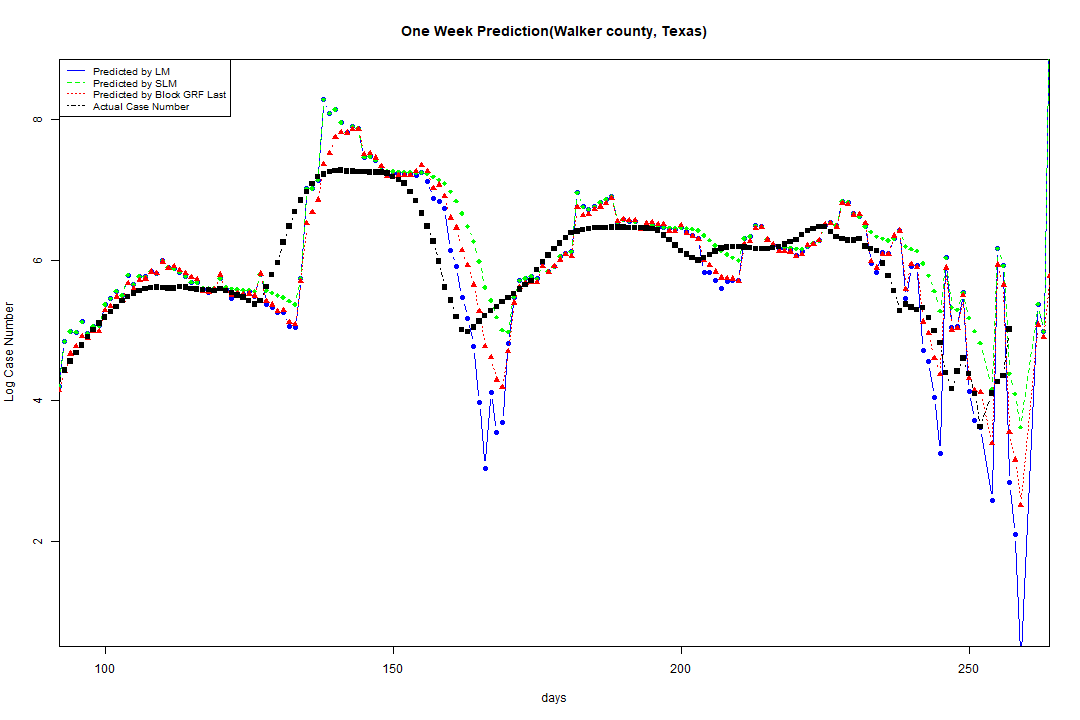 One Week Prediction(Walker county, Texas)
Predicted by LM
Predicted by SLM
Predicted by Block GRF Last
Actual Case Number
8
6
4
2
Log Case Number
100 150 200 250
days